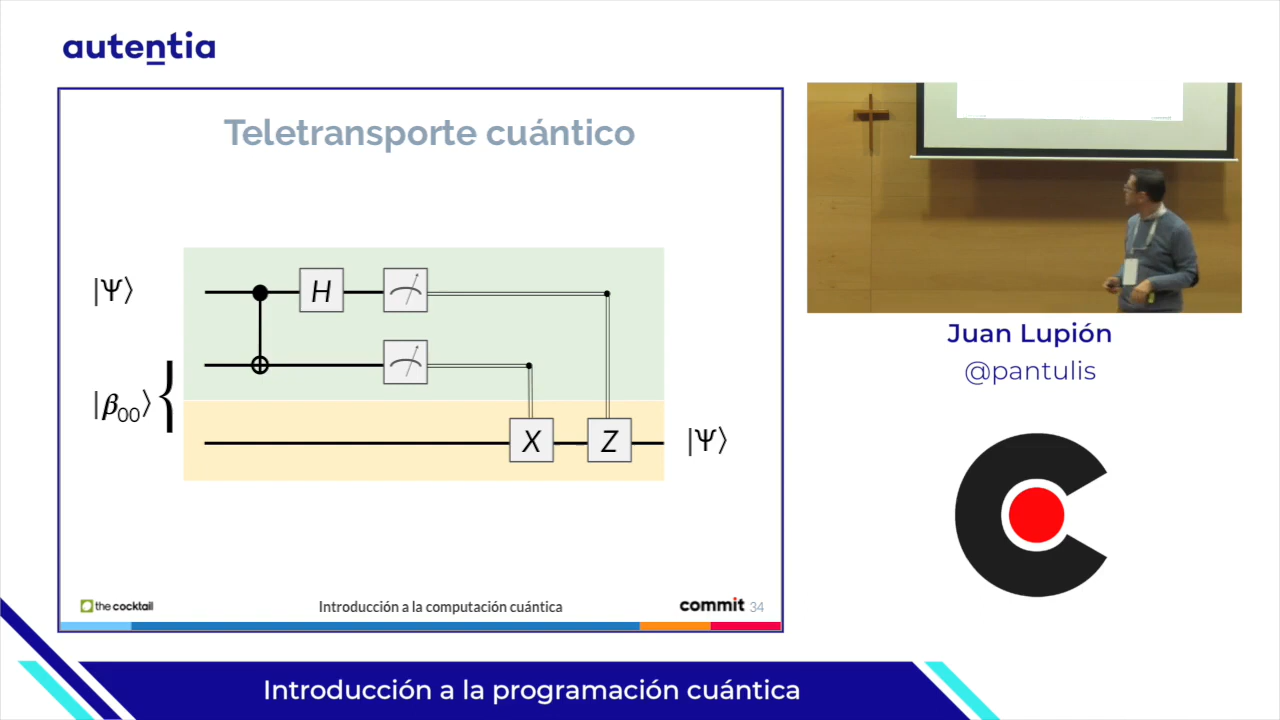 autentia
Teletransporte cuántico
|Ψ⟩
H
|β00⟩
X
Z
|Ψ⟩
the cocktail
Introducción a la computación cuántica
commit 34
Juan Lupión
@pantulis
Introducción a la programación cuántica